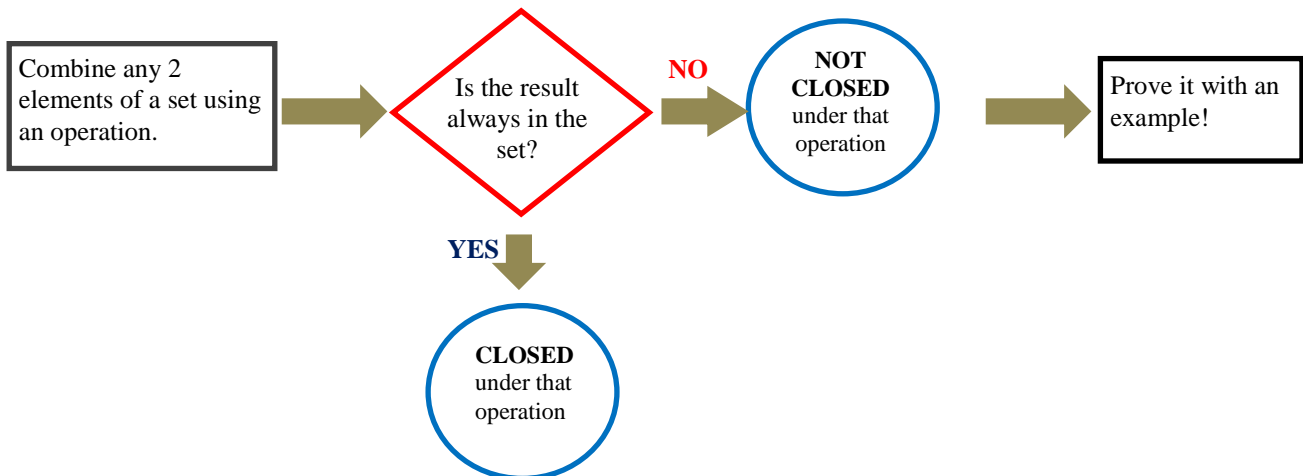 Combine any 2
elements of a set using
an operation.
Is the result
always in the
set?
NO
NOT
CLOSED
under that
operation
Prove it with an
example!
YES
CLOSED
under that
operation